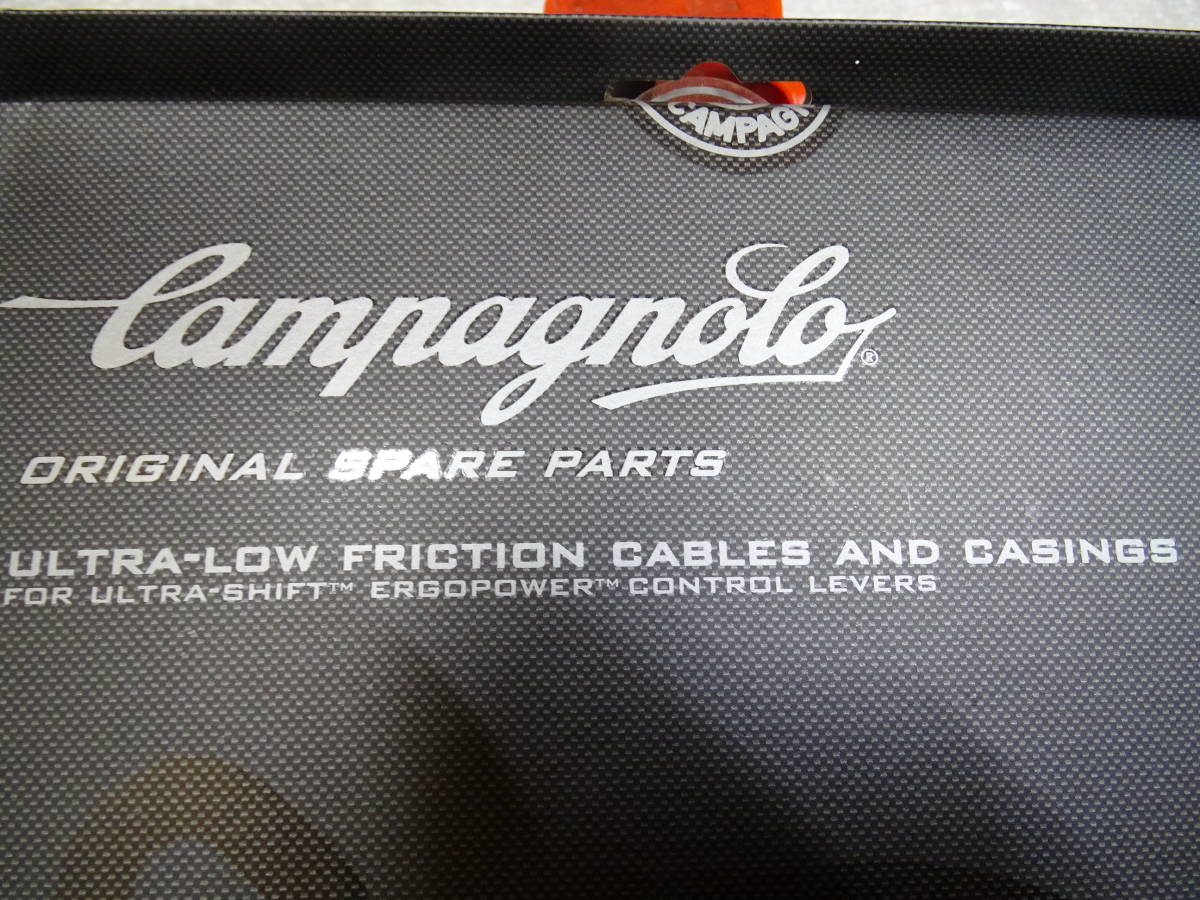 CAMPAG
Campagnolo®
ORIGINAL SPARE PARTS
ULTRA-LOW FRICTION CABLES AND CASINGS
FOR ULTRA-SHIFT™ ERGOPOWER™ CONTROL LEVERS